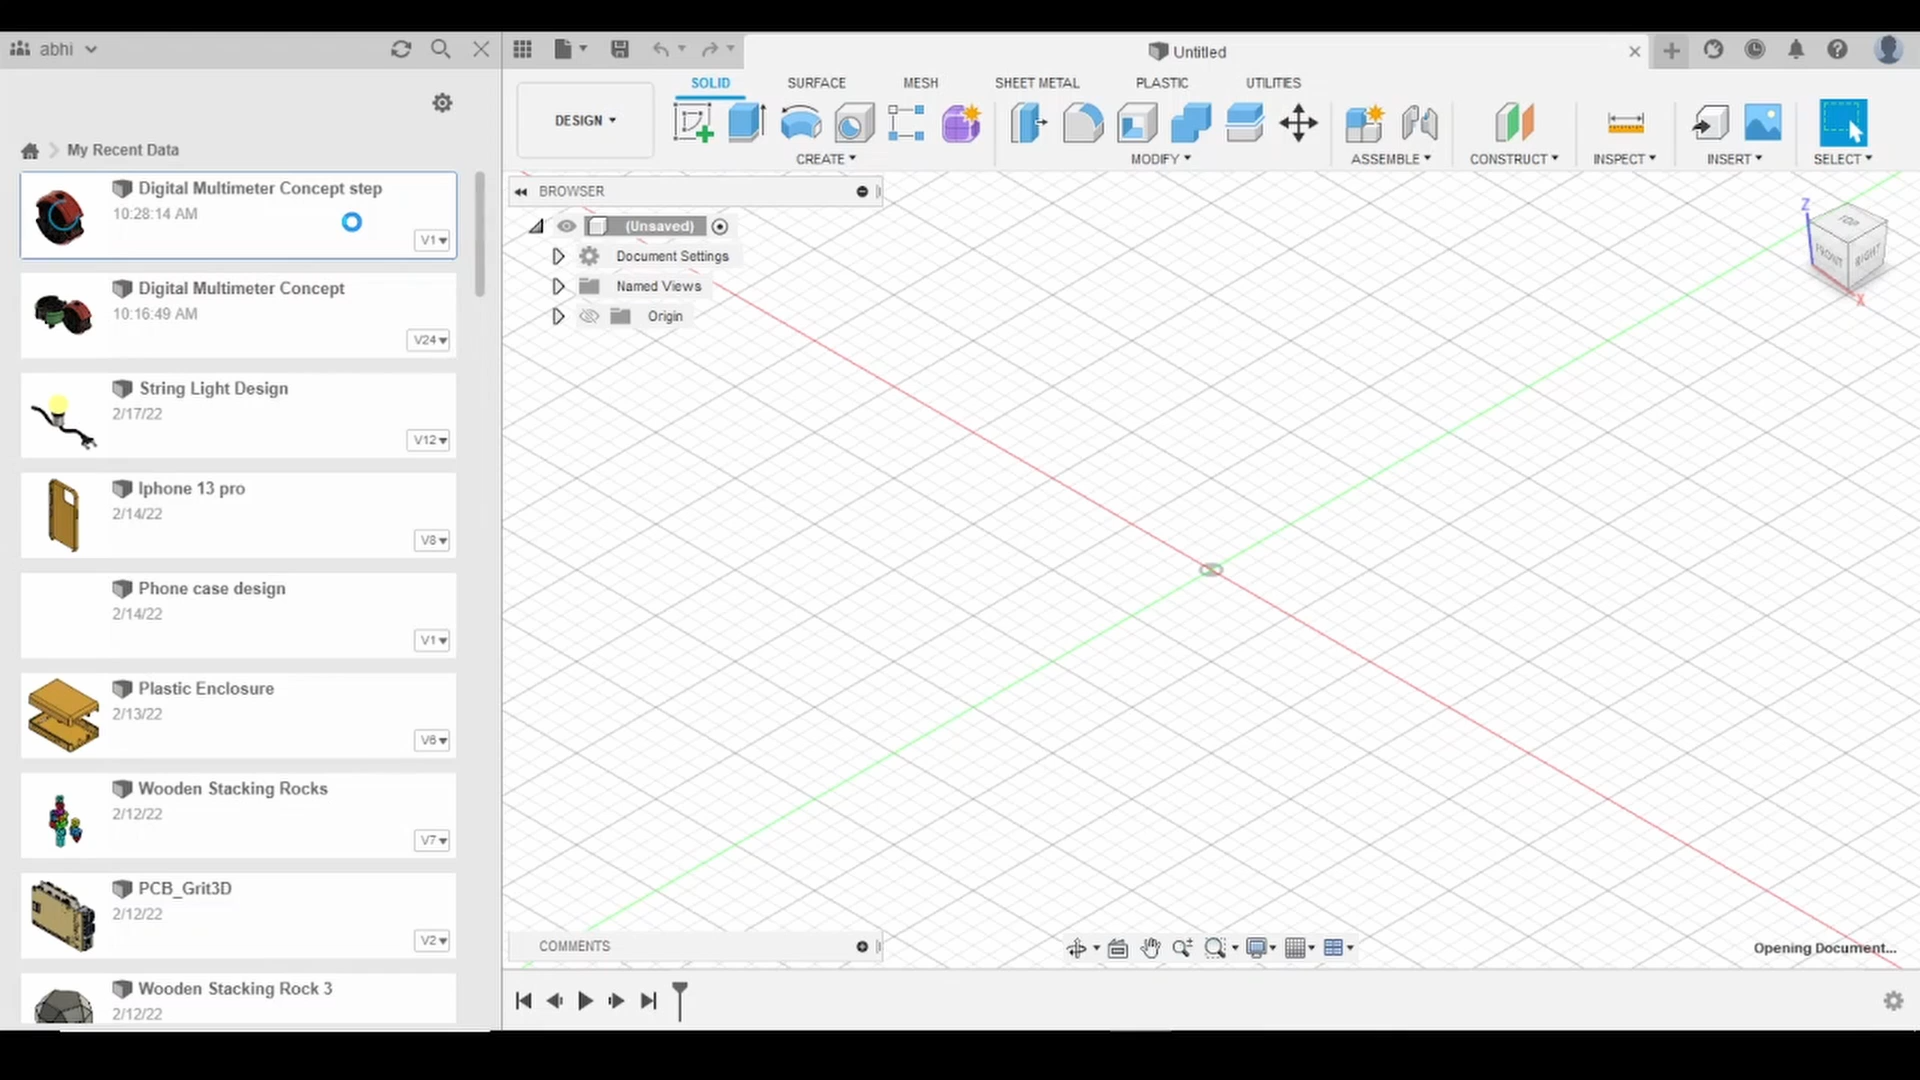 abhi
Untitled
SOLID
SURFACE
MESH
SHEET METAL
PLASTIC
UTILITIES
DESIGN
CREATE
MODIFY
ASSEMBLE
CONSTRUCT
INSPECT
INSERT
SELECT
My Recent Data
Digital Multimeter Concept step
10:28:14 AM
V1
Digital Multimeter Concept
10:16:49 AM
V24
String Light Design
2/17/22
V12
Iphone 13 pro
2/14/22
V8
Phone case design
2/14/22
V1
Plastic Enclosure
2/13/22
V6
Wooden Stacking Rocks
2/12/22
V7
PCB_Grit3D
2/12/22
V2
Wooden Stacking Rock 3
2/12/22
BROWSER
(Unsaved)
Document Settings
Named Views
Origin
Z
TOP
FRONT
RIGHT
X
COMMENTS
Opening Document...